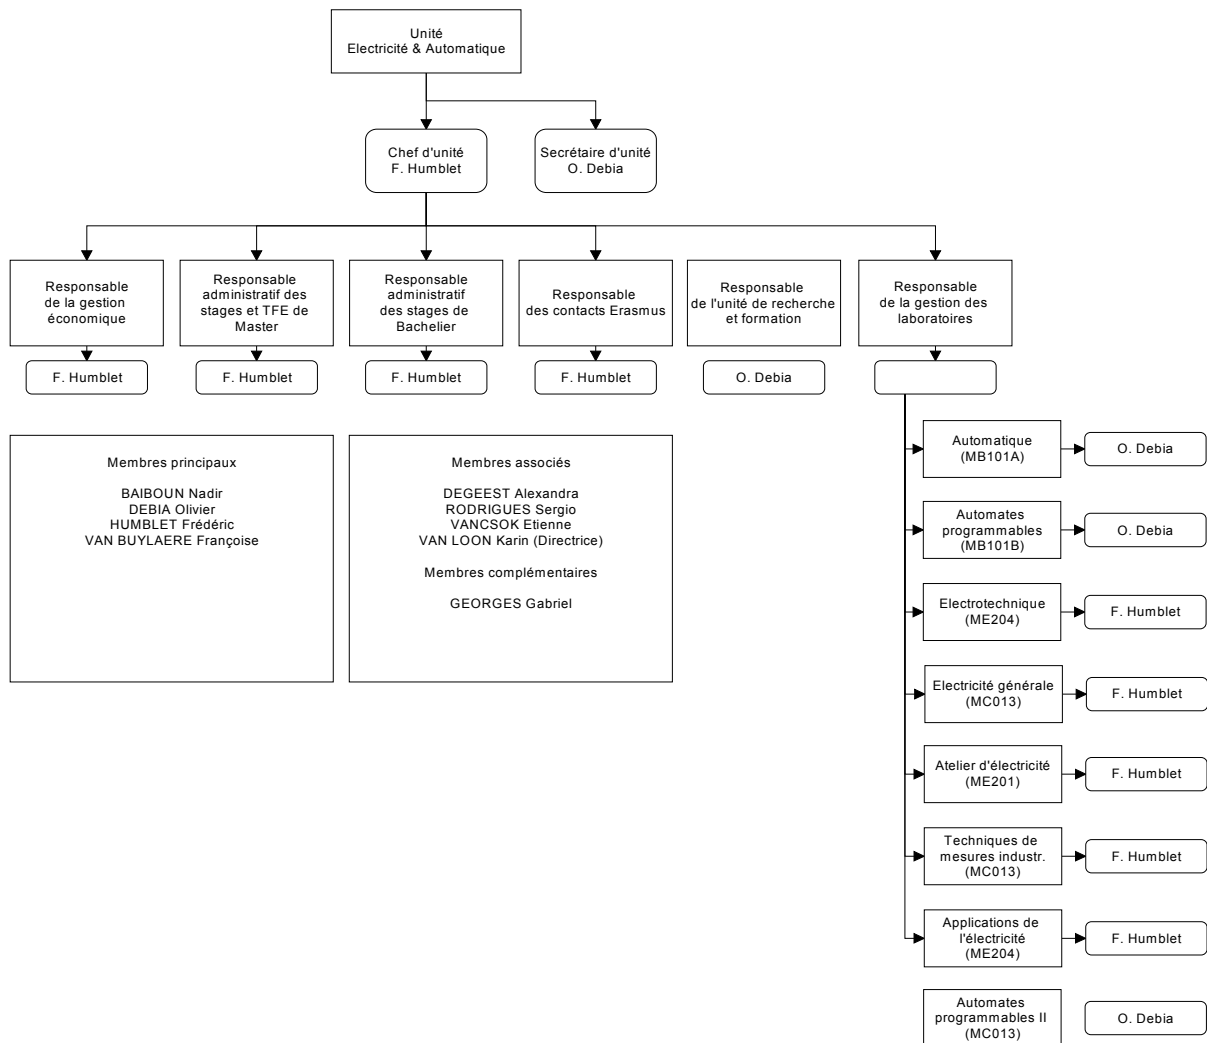 Unité
Electricité & Automatique
Chef d'unité
F. Humblet
Secrétaire d'unité
O. Debia
Responsable
de la gestion
économique
Responsable
administratif des
stages et TFE de
Master
Responsable
administratif
des stages de
Bachelier
Responsable
des contacts Erasmus
Responsable
de l'unité de recherche
et formation
Responsable
de la gestion des
laboratoires
F. Humblet
F. Humblet
F. Humblet
F. Humblet
O. Debia
Membres principaux
BAIBOUN Nadir
DEBIA Olivier
HUMBLET Frédéric
VAN BUYLAERE Françoise
Membres associés
DEGEEST Alexandra
RODRIGUES Sergio
VANCSOK Etienne
VAN LOON Karin (Directrice)
Membres complémentaires
GEORGES Gabriel
Automatique
(MB101A)
O. Debia
Automates
programmables
(MB101B)
O. Debia
Electrotechnique
(ME204)
F. Humblet
Electricité générale
(MC013)
F. Humblet
Atelier d'électricité
(ME201)
F. Humblet
Techniques de
mesures industr.
(MC013)
F. Humblet
Applications de
l'électricité
(ME204)
F. Humblet
Automates
programmables II
(MC013)
O. Debia